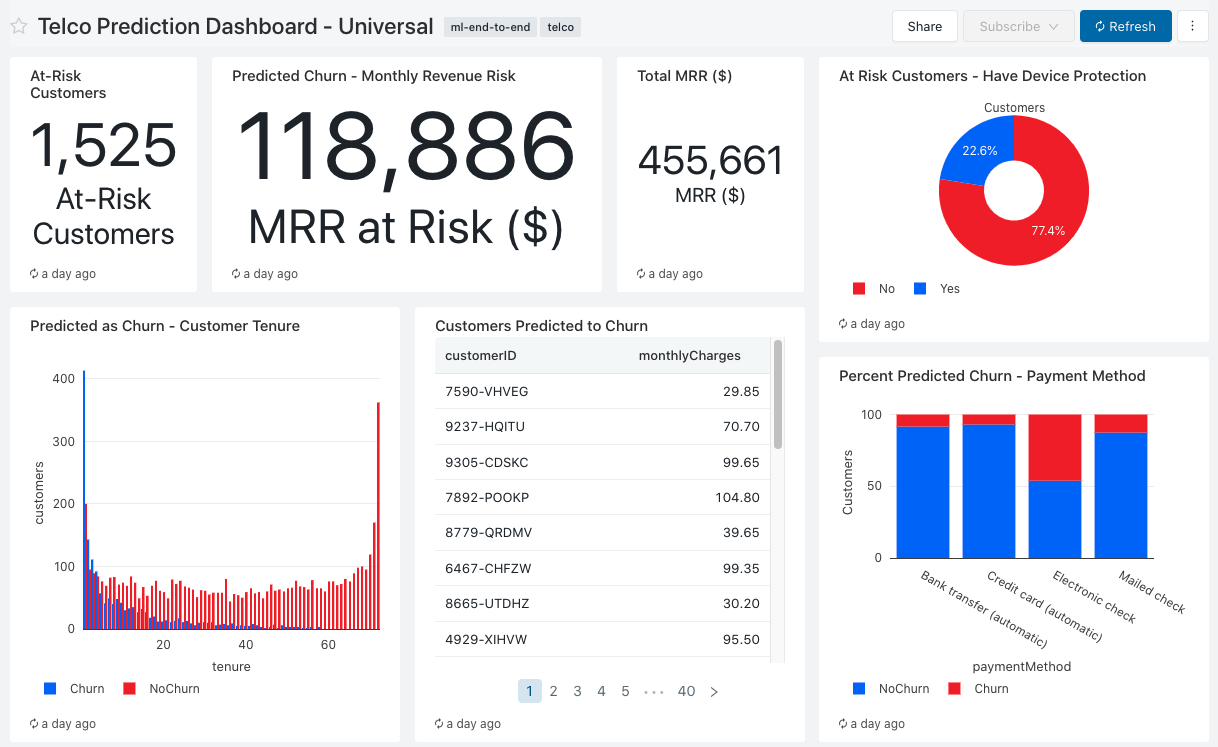 Telco Prediction Dashboard - Universal
ml-end-to-end
telco
Share
Subscribe
Refresh
At-Risk
Customers
1,525
At-Risk
Customers
a day ago
Predicted Churn - Monthly Revenue Risk
118,886
MRR at Risk ($)
a day ago
Total MRR ($)
455,661
MRR ($)
a day ago
At Risk Customers - Have Device Protection
Customers
22.6%
77.4%
No
Yes
a day ago
Predicted as Churn - Customer Tenure
400
300
200
100
0
customers
20
40
60
tenure
Churn
NoChurn
a day ago
Customers Predicted to Churn
customerID monthlyCharges
7590-VHVEG 29.85
9237-HQITU 70.70
9305-CDSKC 99.65
7892-POOKP 104.80
8779-QRDMV 39.65
6467-CHFZW 99.35
8665-UTDHZ 30.20
4929-XIHVW 95.50
1 2 3 4 5 ··· 40 >
a day ago
Percent Predicted Churn - Payment Method
100
50
0
Customers
Bank transfer (automatic)
Credit card (automatic)
Electronic check
Mailed check
paymentMethod
NoChurn
Churn
a day ago